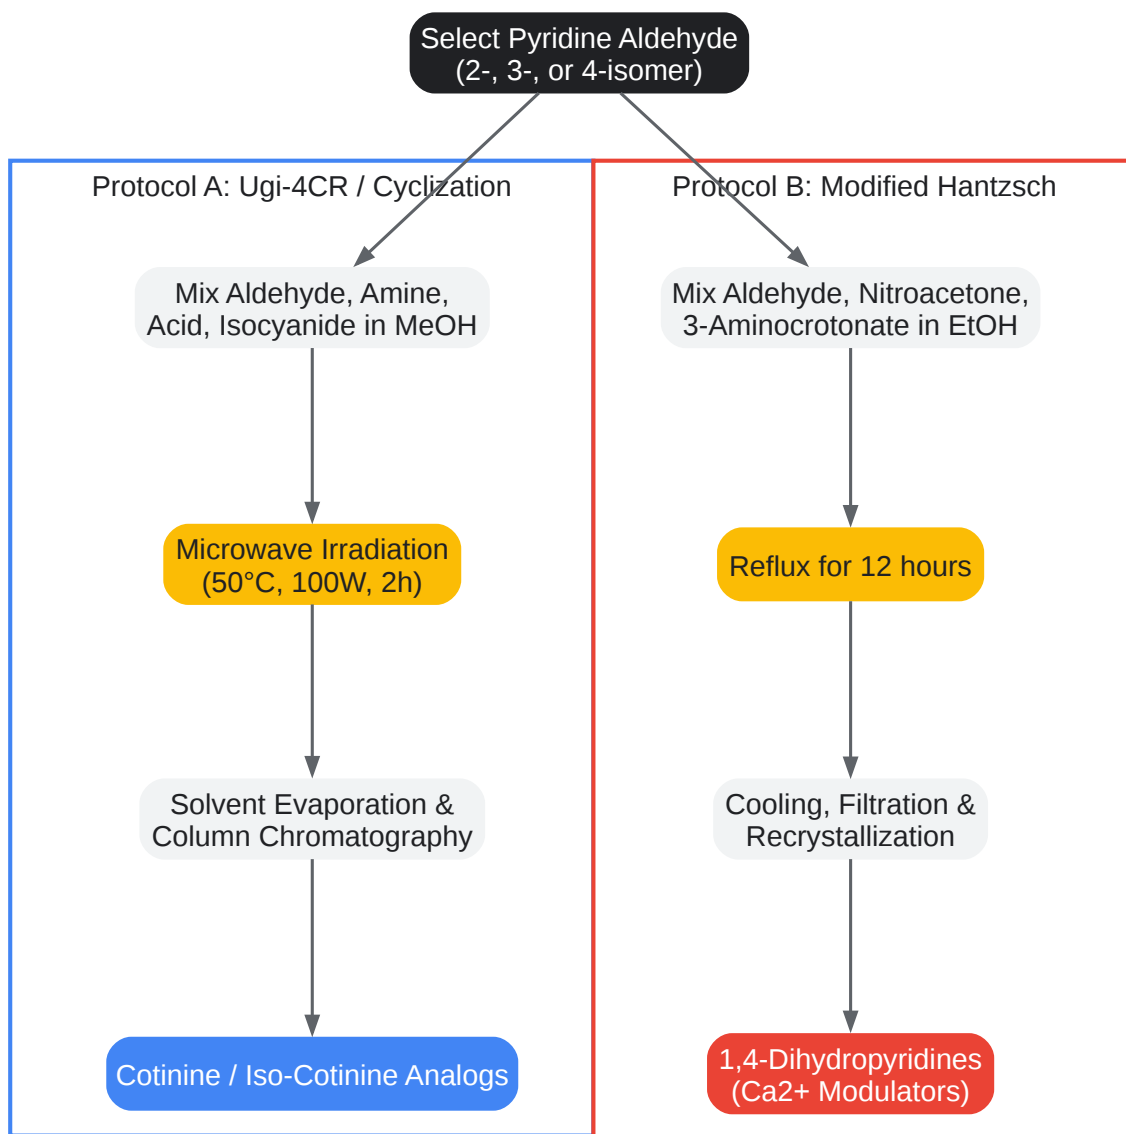 Select Pyridine Aldehyde
(2-, 3-, or 4-isomer)
Protocol A: Ugi-4CR / Cyclization
Mix Aldehyde, Amine,
Acid, Isocyanide in MeOH
Microwave Irradiation
(50°C, 100W, 2h)
Solvent Evaporation &
Column Chromatography
Cotinine / Iso-Cotinine Analogs
Protocol B: Modified Hantzsch
Mix Aldehyde, Nitroacetone,
3-Aminocrotonate in EtOH
Reflux for 12 hours
Cooling, Filtration &
Recrystallization
1,4-Dihydropyridines
(Ca2+ Modulators)